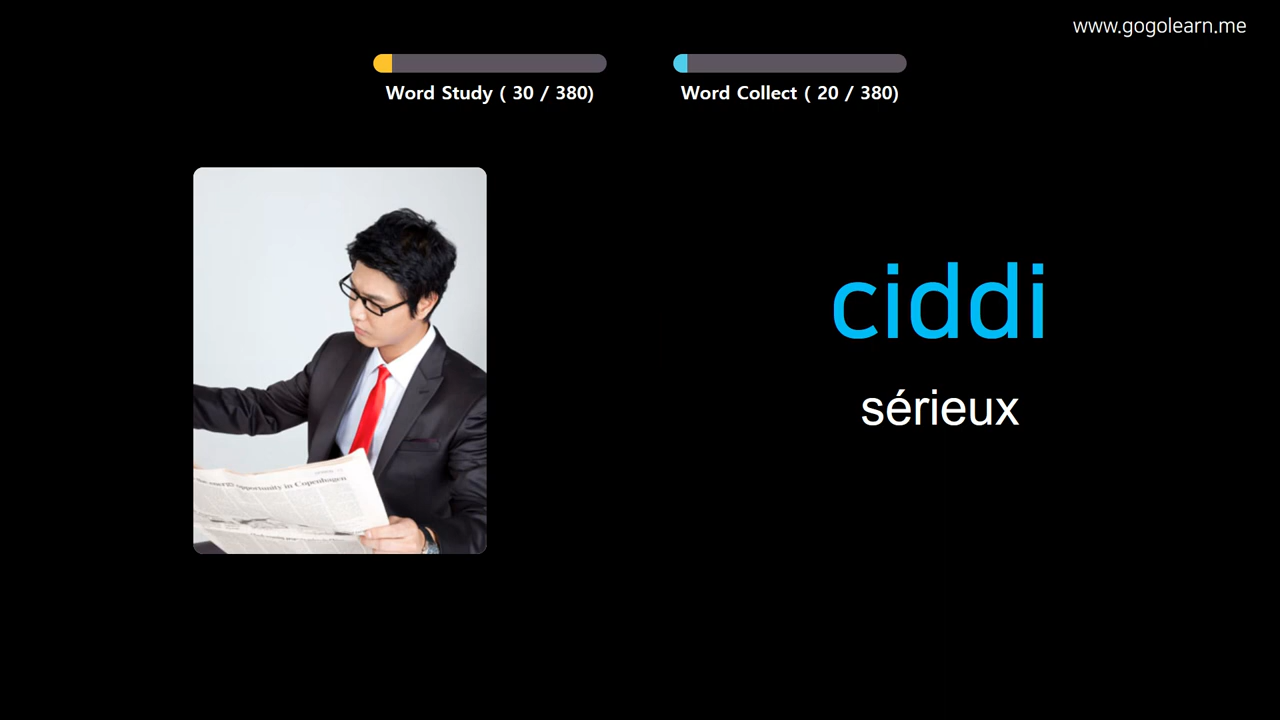 www.gogolearn.me
Word Study ( 30 / 380)
Word Collect ( 20 / 380)
ciddi
sérieux
opportunity in Copenhagen